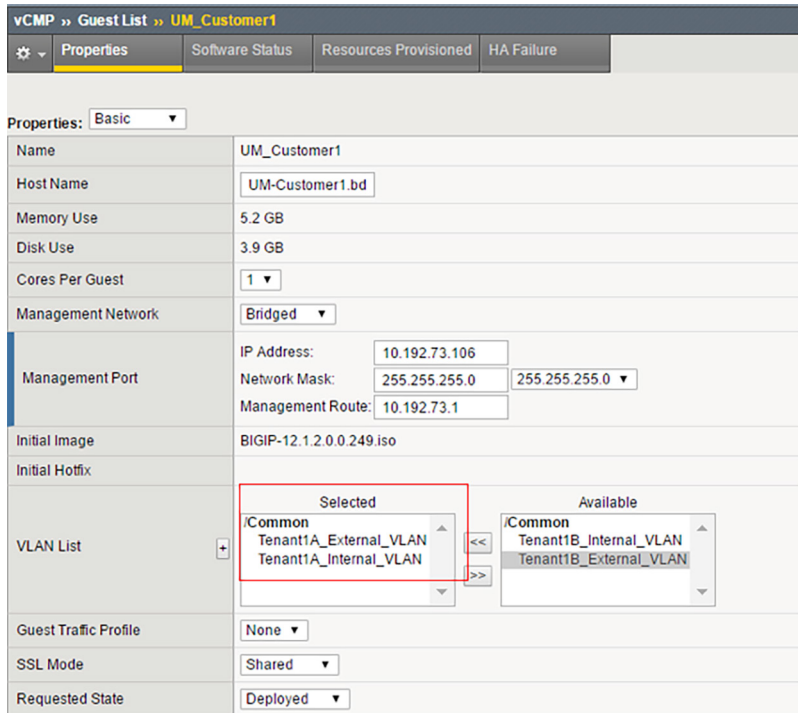 vCMP ›› Guest List ›› UM_Customer1
Properties Software Status Resources Provisioned HA Failure
Properties: Basic
Name UM_Customer1
Host Name UM-Customer1.bd
Memory Use 5.2 GB
Disk Use 3.9 GB
Cores Per Guest 1
Management Network Bridged
IP Address: 10.192.73.106
Management Port Network Mask: 255.255.255.0 255.255.255.0
Management Route: 10.192.73.1
Initial Image BIGIP-12.1.2.0.0.249.iso
Initial Hotfix
Selected Available
/Common /Common
VLAN List + Tenant1A_External_VLAN << Tenant1B_Internal_VLAN
Tenant1A_Internal_VLAN >> Tenant1B_External_VLAN
Guest Traffic Profile None
SSL Mode Shared
Requested State Deployed